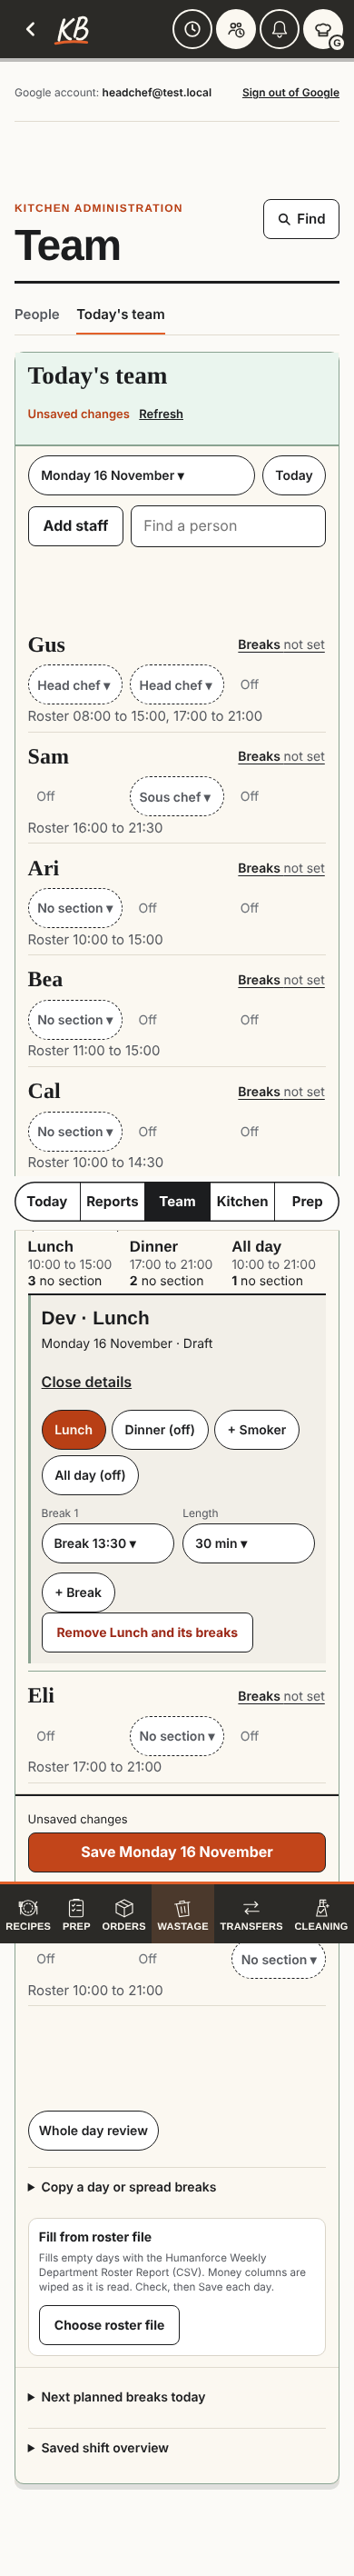 KB
G
Google account: headchef@test.local
Sign out of Google
KITCHEN ADMINISTRATION
Team
Find
People
Today's team
Today's team
Unsaved changes Refresh
Monday 16 November ▾
Today
Add staff
Find a person
Gus
Breaks not set
Head chef ▾
Head chef ▾
Off
Roster 08:00 to 15:00, 17:00 to 21:00
Sam
Breaks not set
Off
Sous chef ▾
Off
Roster 16:00 to 21:30
Ari
Breaks not set
No section ▾
Off
Off
Roster 10:00 to 15:00
Bea
Breaks not set
No section ▾
Off
Off
Roster 11:00 to 15:00
Cal
Breaks not set
No section ▾
Off
Off
Roster 10:00 to 14:30
Today
Reports
Team
Kitchen
Prep
Lunch
Dinner
All day
10:00 to 15:00
17:00 to 21:00
10:00 to 21:00
3 no section
2 no section
1 no section
Dev · Lunch
Monday 16 November · Draft
Close details
Lunch
Dinner (off)
+ Smoker
All day (off)
Break 1
Length
Break 13:30 ▾
30 min ▾
+ Break
Remove Lunch and its breaks
Eli
Breaks not set
Off
No section ▾
Off
Roster 17:00 to 21:00
Unsaved changes
Save Monday 16 November
RECIPES
PREP
ORDERS
WASTAGE
TRANSFERS
CLEANING
Off
Off
No section ▾
Roster 10:00 to 21:00
Whole day review
Copy a day or spread breaks
Fill from roster file
Fills empty days with the Humanforce Weekly
Department Roster Report (CSV). Money columns are
wiped as it is read. Check, then Save each day.
Choose roster file
Next planned breaks today
Saved shift overview